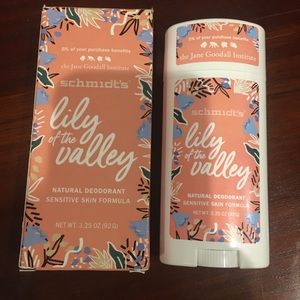 5% of your purchase benefits
the Jane Goodall Institute
schmidt's
lily
of the
valley
NATURAL DEODORANT
SENSITIVE SKIN FORMULA
NET WT. 3.25 OZ (92 G)
5% of your purchase benefits
the Jane Goodall Institute
schmidt's
lily
of the
valley
NATURAL DEODORANT
SENSITIVE SKIN FORMULA
NET WT. 3.25 OZ (92 G)